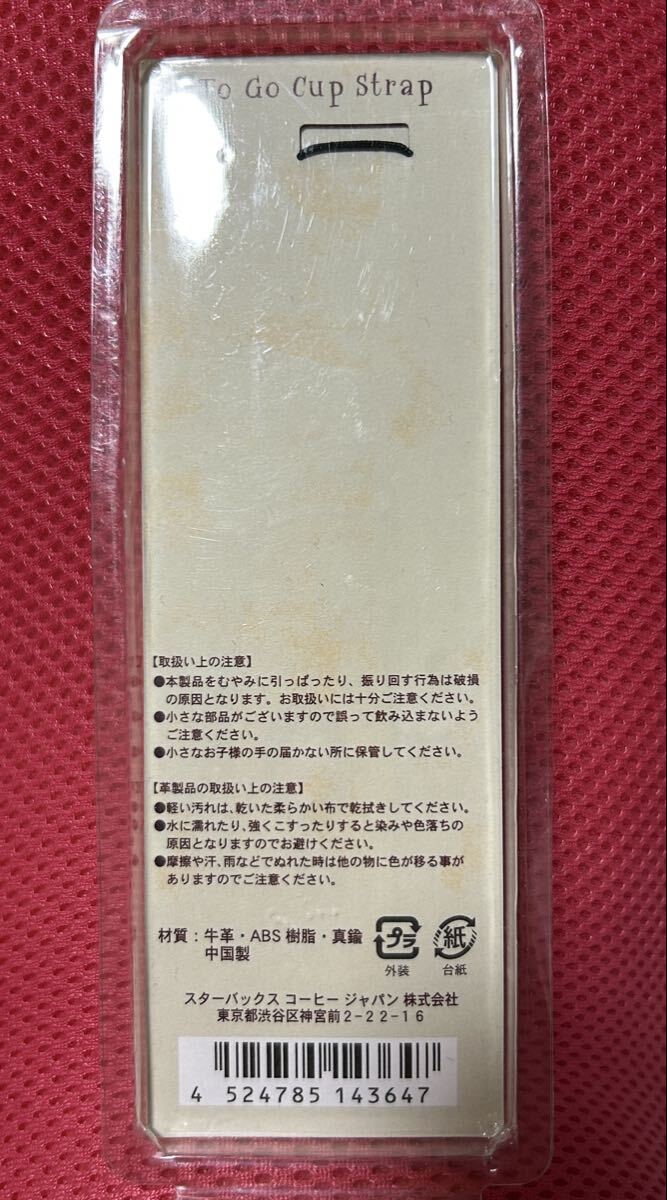 To Go Cup Strap
【取扱い上の注意】
●本製品をむやみに引っぱったり、振り回す行為は破損
の原因となります。お取扱いには十分ご注意ください。
●小さな部品がございますので誤って飲み込まないよう
ご注意ください。
●小さなお子様の手の届かない所に保管してください。
【革製品の取扱い上の注意】
●軽い汚れは、乾いた柔らかい布で乾拭きしてください。
●水に濡れたり、強くこすったりすると染みや色落ちの
原因となりますのでお避けください。
●摩擦や汗、雨などでぬれた時は他の物に色が移る事が
ありますのでご注意ください。
材質：牛革・ABS 樹脂・真鍮
中国製
プラ
外装
紙
台紙
スターバックス コーヒー ジャパン 株式会社
東京都渋谷区神宮前2-22-16
4 524785 143647